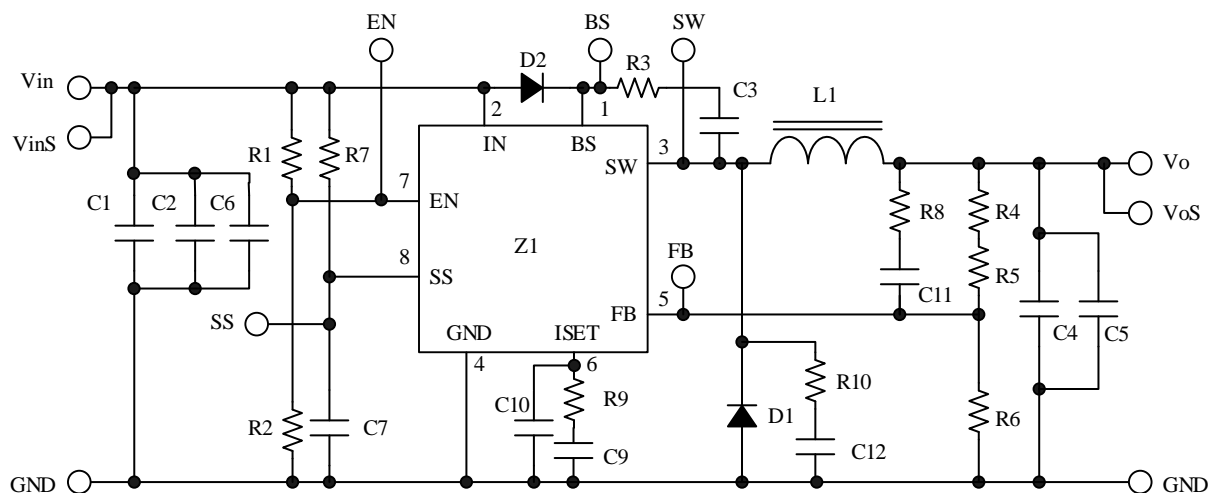 EN
BS
SW
Vin
D2
R3
C3
L1
VinS
2
1
IN
BS
R1
R7
3
SW
Vo
7
EN
C1
C2
C6
R8
R4
VoS
Z1
8
SS
FB
R5
C11
5
SS
GND
ISET
FB
C4
C5
4
6
R10
C10
R9
R2
C7
D1
R6
C9
C12
GND
GND